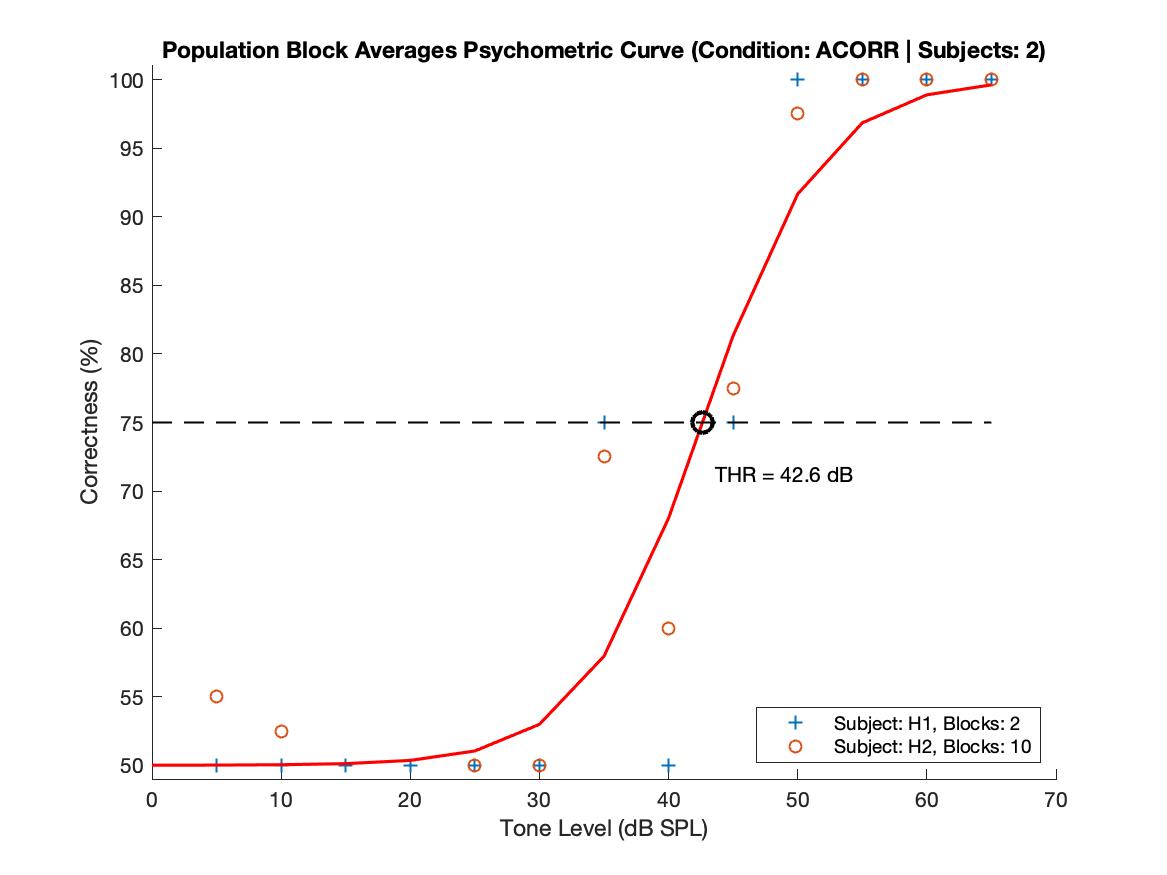 Population Block Averages Psychometric Curve (Condition: ACORR | Subjects: 2)
100
95
90
85
80
75
70
65
60
55
50
Correctness (%)
THR = 42.6 dB
Subject: H1, Blocks: 2
Subject: H2, Blocks: 10
0 10 20 30 40 50 60 70
Tone Level (dB SPL)